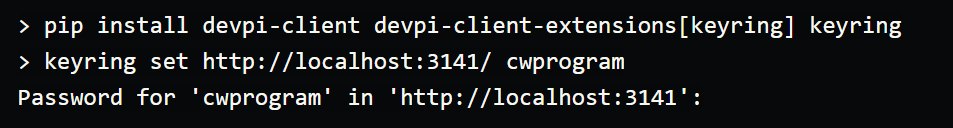 > pip install devpi-client devpi-client-extensions[keyring] keyring
> keyring set http://localhost:3141/ cwprogram
Password for 'cwprogram' in 'http://localhost:3141':